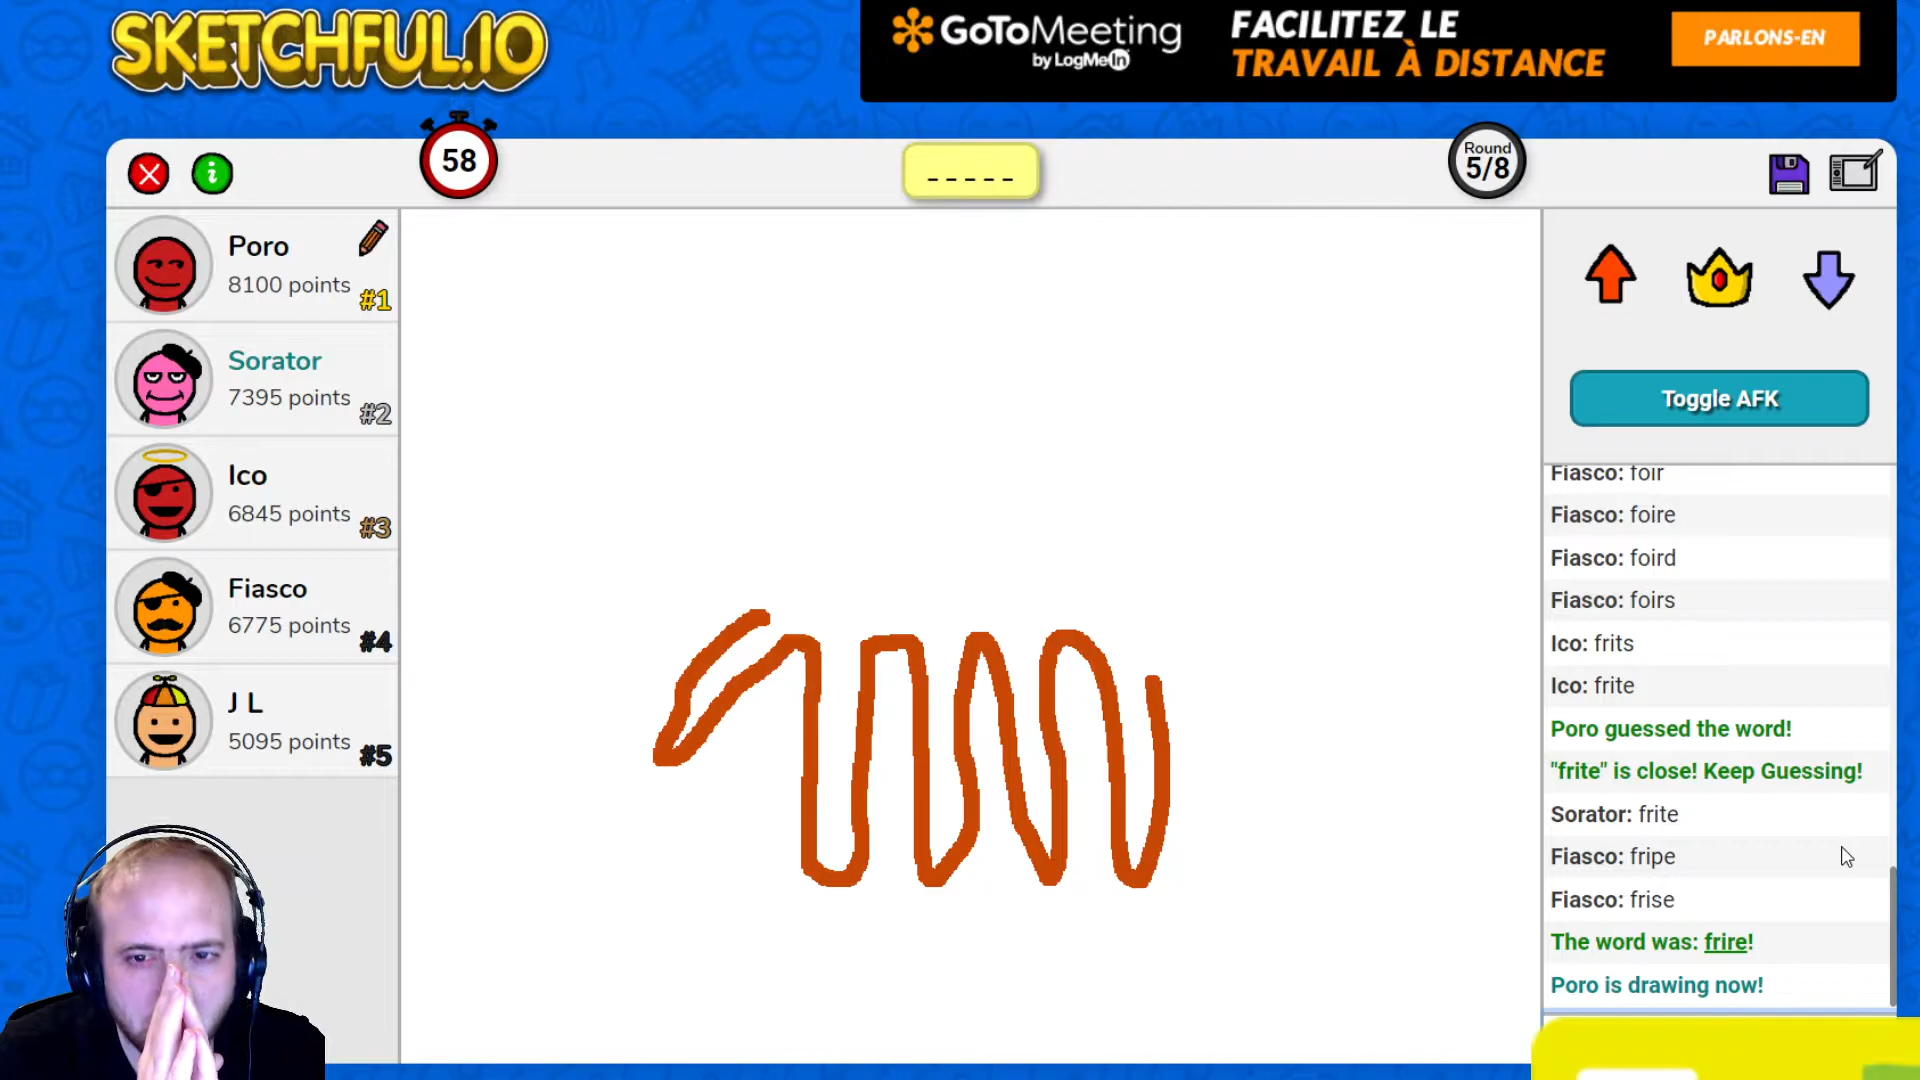 SKETCHFUL.IO
GoToMeeting
by LogMeIn
FACILITEZ LE
TRAVAIL À DISTANCE
PARLONS-EN
58
_ _ _ _ _
Round
5/8
Poro
8100 points
#1
Sorator
7395 points
#2
Ico
6845 points
#3
Fiasco
6775 points
#4
J L
5095 points
#5
Toggle AFK
Fiasco: foir
Fiasco: foire
Fiasco: foird
Fiasco: foirs
Ico: frits
Ico: frite
Poro guessed the word!
"frite" is close! Keep Guessing!
Sorator: frite
Fiasco: fripe
Fiasco: frise
The word was: frire!
Poro is drawing now!